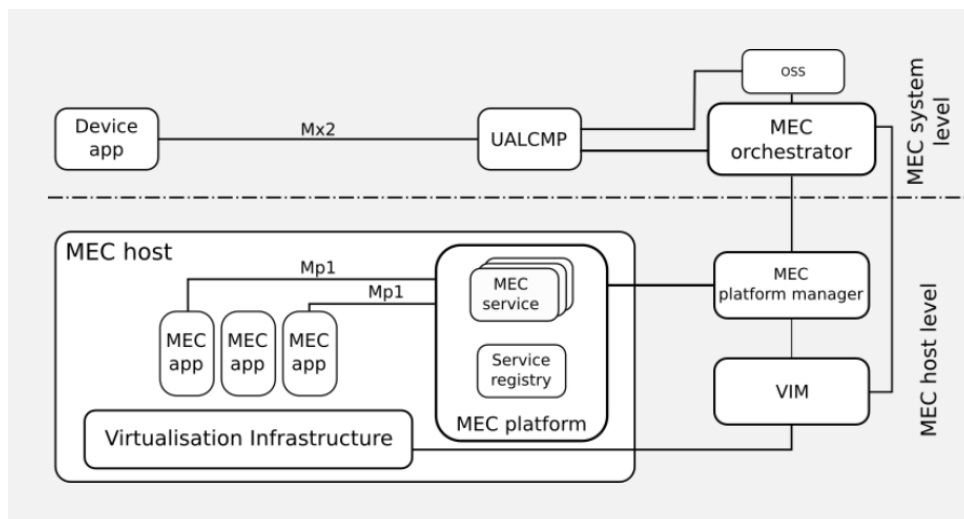 oss
Device
app
Mx2
UALCMP
MEC
orchestrator
MEC system
level
MEC host
Mp1
Mp1
MEC
service
MEC
platform manager
MEC
app
MEC
app
MEC
app
Service
registry
VIM
MEC platform
Virtualisation Infrastructure
MEC host level